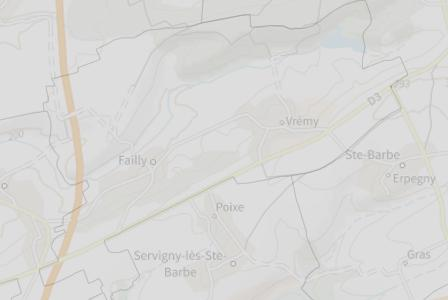 D3
Vrémy
Failly
Ste-Barbe
Erpegny
Poixe
Servigny-lès-Ste-
Barbe
Gras